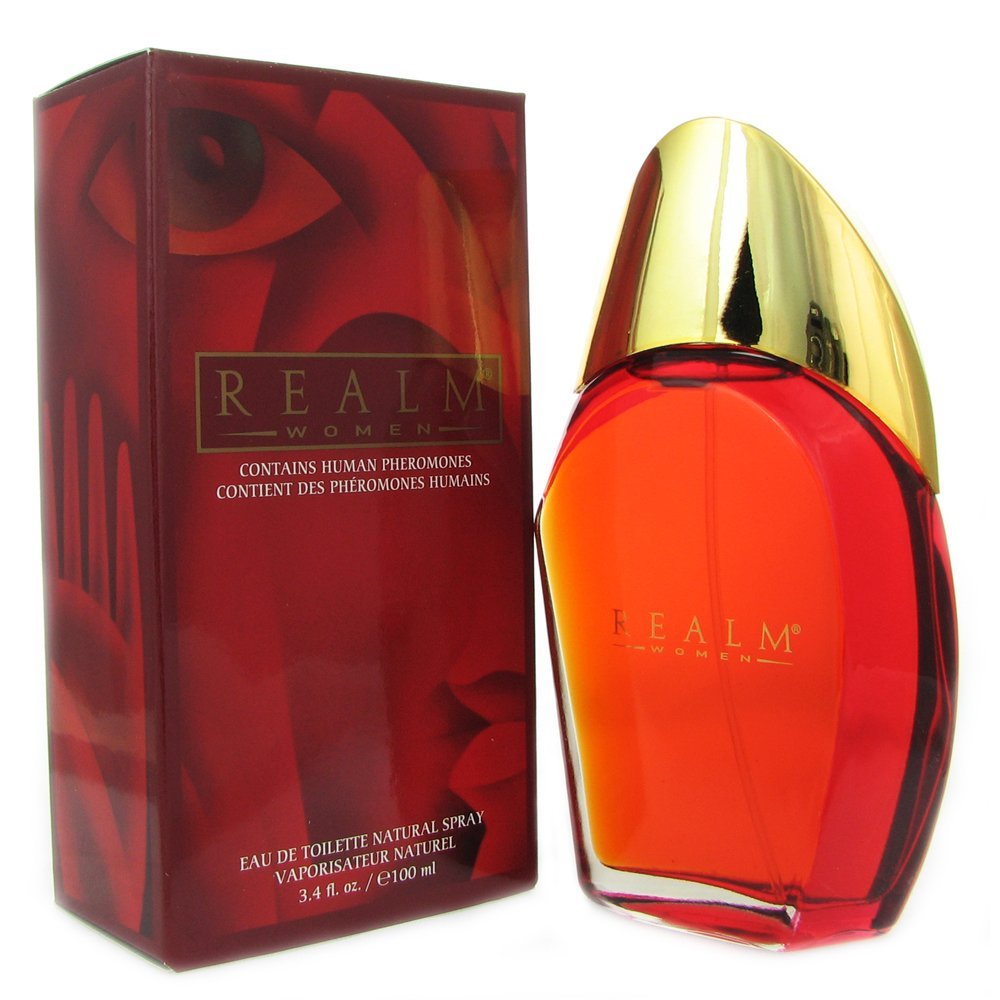 REALM®
WOMEN
CONTAINS HUMAN PHEROMONES
CONTIENT DES PHÉROMONES HUMAINS
EAU DE TOILETTE NATURAL SPRAY
VAPORISATEUR NATUREL
3.4 fl. oz. / ℮100 ml
REALM®
WOMEN